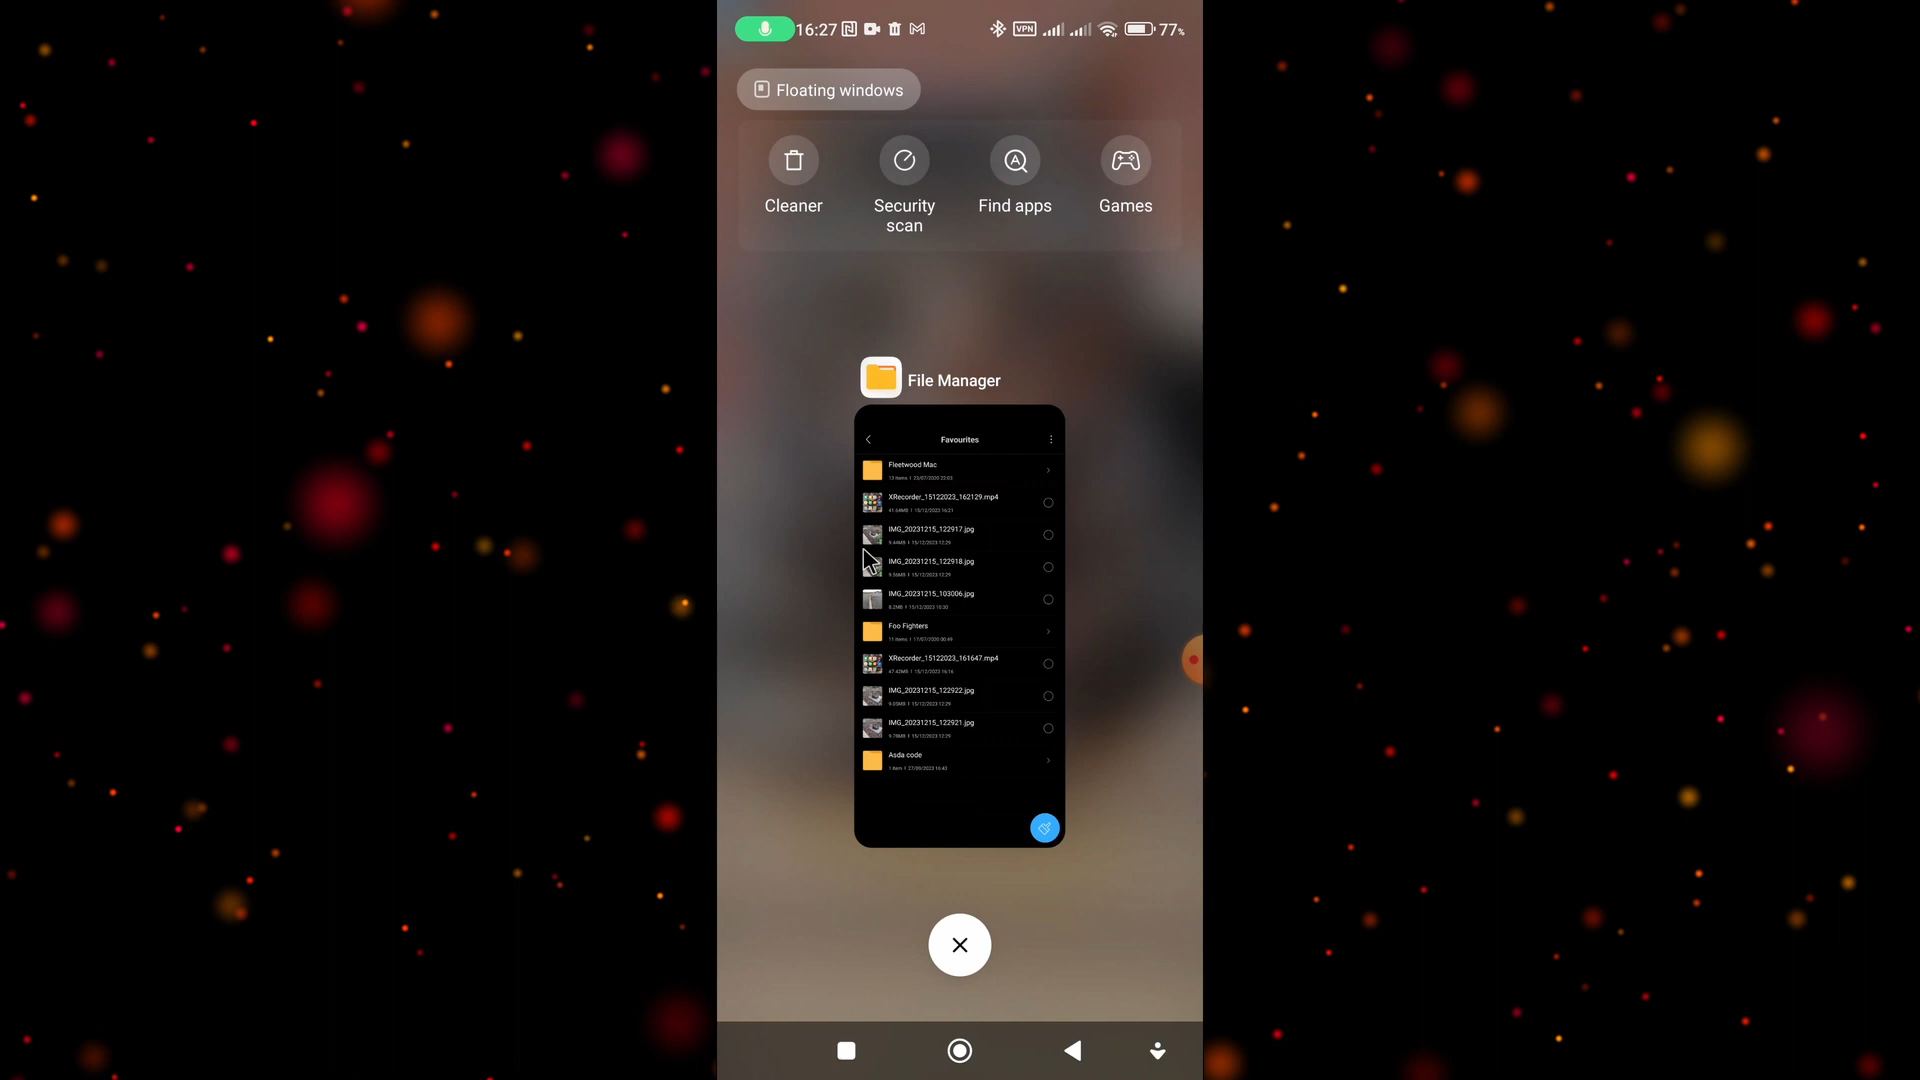 16:27 VPN 77%
Floating windows
Cleaner
Security
scan
Find apps
Games
File Manager
Favourites
Fleetwood Mac
13 items | 23/07/2020 22:03
XRecorder_15122023_162129.mp4
41.64MB | 15/12/2023 16:21
IMG_20231215_122917.jpg
9.44MB | 15/12/2023 12:29
IMG_20231215_122918.jpg
9.56MB | 15/12/2023 12:29
IMG_20231215_103006.jpg
8.2MB | 15/12/2023 10:30
Foo Fighters
11 items | 17/07/2020 00:49
XRecorder_15122023_161647.mp4
47.42MB | 15/12/2023 16:16
IMG_20231215_122922.jpg
9.05MB | 15/12/2023 12:29
IMG_20231215_122921.jpg
9.78MB | 15/12/2023 12:29
Asda code
1 item | 27/09/2023 16:43